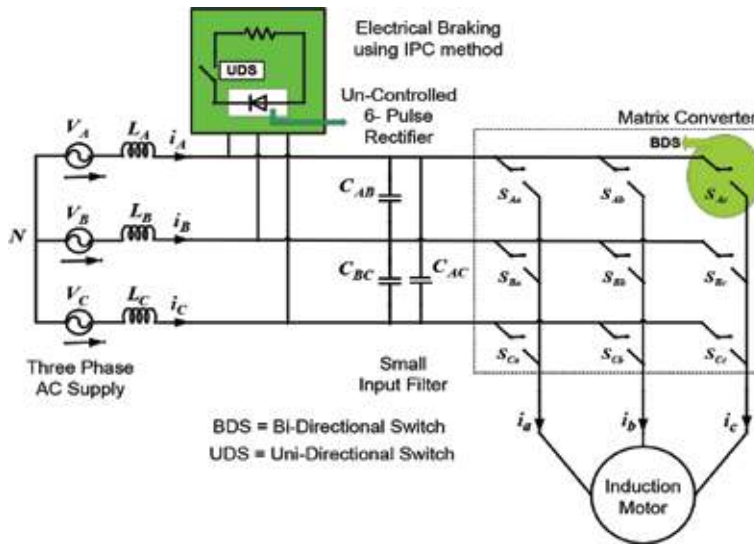 Electrical Braking
using IPC method
UDS
Un-Controlled
6- Pulse
Rectifier
Matrix Converter
BDS
V_A
L_A
i_A
C_AB
S_Aa
S_Ab
S_Ac
N
V_B
L_B
i_B
C_BC
C_AC
S_Ba
S_Bb
S_Bc
V_C
L_C
i_C
S_Ca
S_Cb
S_Cc
Three Phase
AC Supply
Small
Input Filter
BDS = Bi-Directional Switch
UDS = Uni-Directional Switch
i_a
i_b
i_c
Induction
Motor